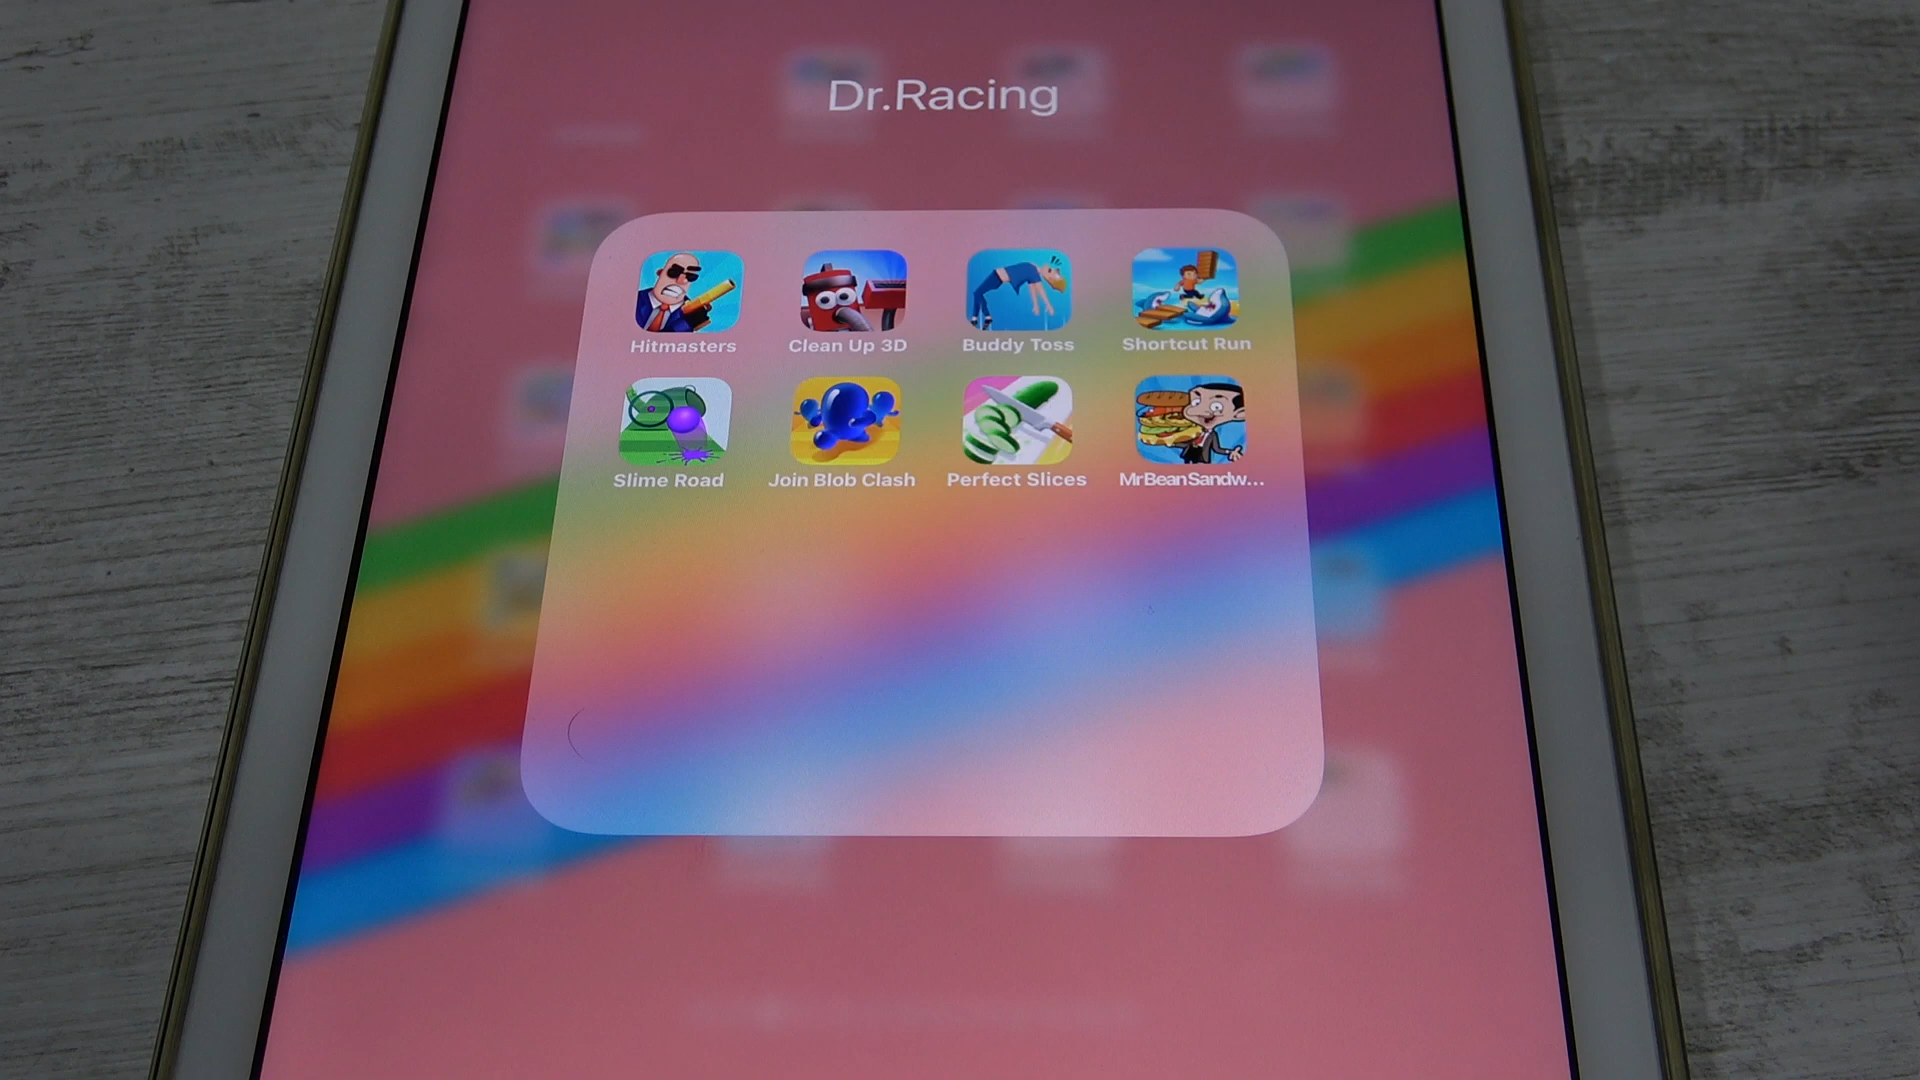 Dr.Racing
Hitmasters
Clean Up 3D
Buddy Toss
Shortcut Run
Slime Road
Join Blob Clash
Perfect Slices
MrBeanSandw...